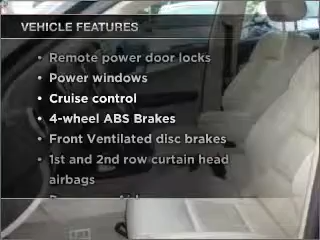 VEHICLE FEATURES
• Remote power door locks
• Power windows
• Cruise control
• 4-wheel ABS Brakes
• Front Ventilated disc brakes
• 1st and 2nd row curtain head
airbags